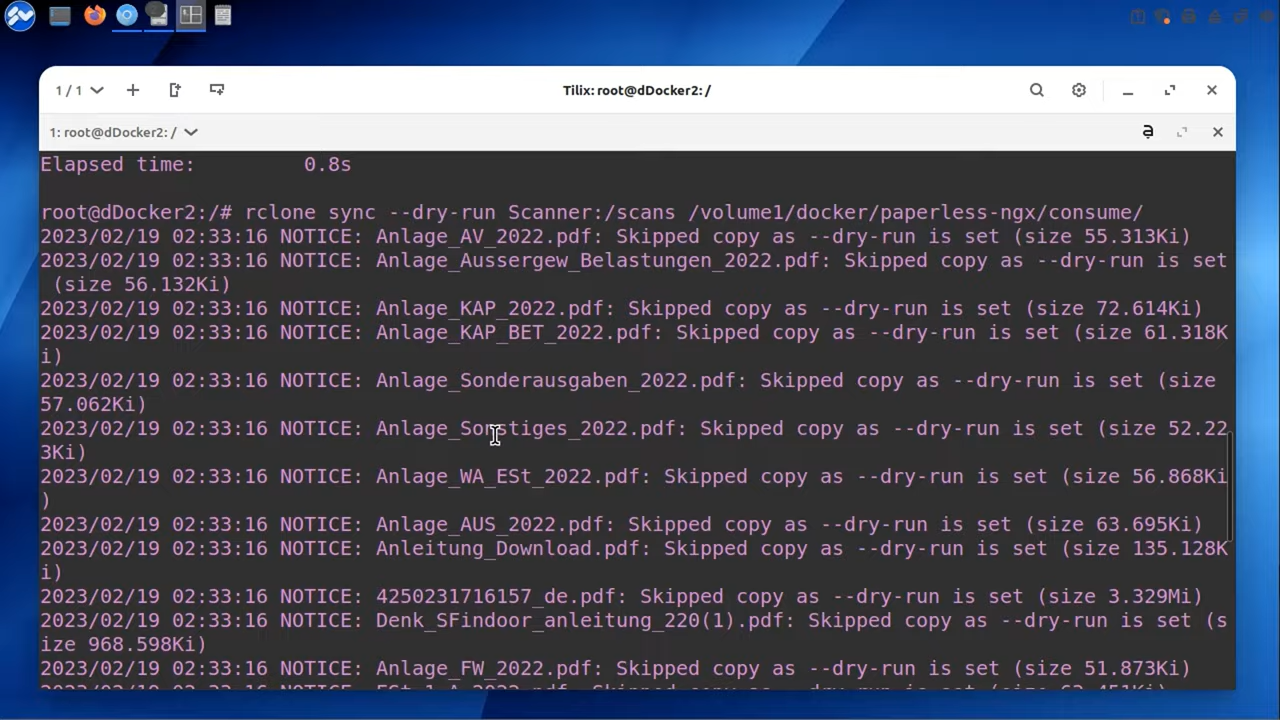 1 / 1
Tilix: root@dDocker2: /
1: root@dDocker2: /
Elapsed time:         0.8s
root@dDocker2:/# rclone sync --dry-run Scanner:/scans /volume1/docker/paperless-ngx/consume/
2023/02/19 02:33:16 NOTICE: Anlage_AV_2022.pdf: Skipped copy as --dry-run is set (size 55.313Ki)
2023/02/19 02:33:16 NOTICE: Anlage_Aussergew_Belastungen_2022.pdf: Skipped copy as --dry-run is set
(size 56.132Ki)
2023/02/19 02:33:16 NOTICE: Anlage_KAP_2022.pdf: Skipped copy as --dry-run is set (size 72.614Ki)
2023/02/19 02:33:16 NOTICE: Anlage_KAP_BET_2022.pdf: Skipped copy as --dry-run is set (size 61.318K
i)
2023/02/19 02:33:16 NOTICE: Anlage_Sonderausgaben_2022.pdf: Skipped copy as --dry-run is set (size
57.062Ki)
2023/02/19 02:33:16 NOTICE: Anlage_Sonstiges_2022.pdf: Skipped copy as --dry-run is set (size 52.22
3Ki)
2023/02/19 02:33:16 NOTICE: Anlage_WA_ESt_2022.pdf: Skipped copy as --dry-run is set (size 56.868Ki
)
2023/02/19 02:33:16 NOTICE: Anlage_AUS_2022.pdf: Skipped copy as --dry-run is set (size 63.695Ki)
2023/02/19 02:33:16 NOTICE: Anleitung_Download.pdf: Skipped copy as --dry-run is set (size 135.128K
i)
2023/02/19 02:33:16 NOTICE: 4250231716157_de.pdf: Skipped copy as --dry-run is set (size 3.329Mi)
2023/02/19 02:33:16 NOTICE: Denk_SFindoor_anleitung_220(1).pdf: Skipped copy as --dry-run is set (s
ize 968.598Ki)
2023/02/19 02:33:16 NOTICE: Anlage_FW_2022.pdf: Skipped copy as --dry-run is set (size 51.873Ki)